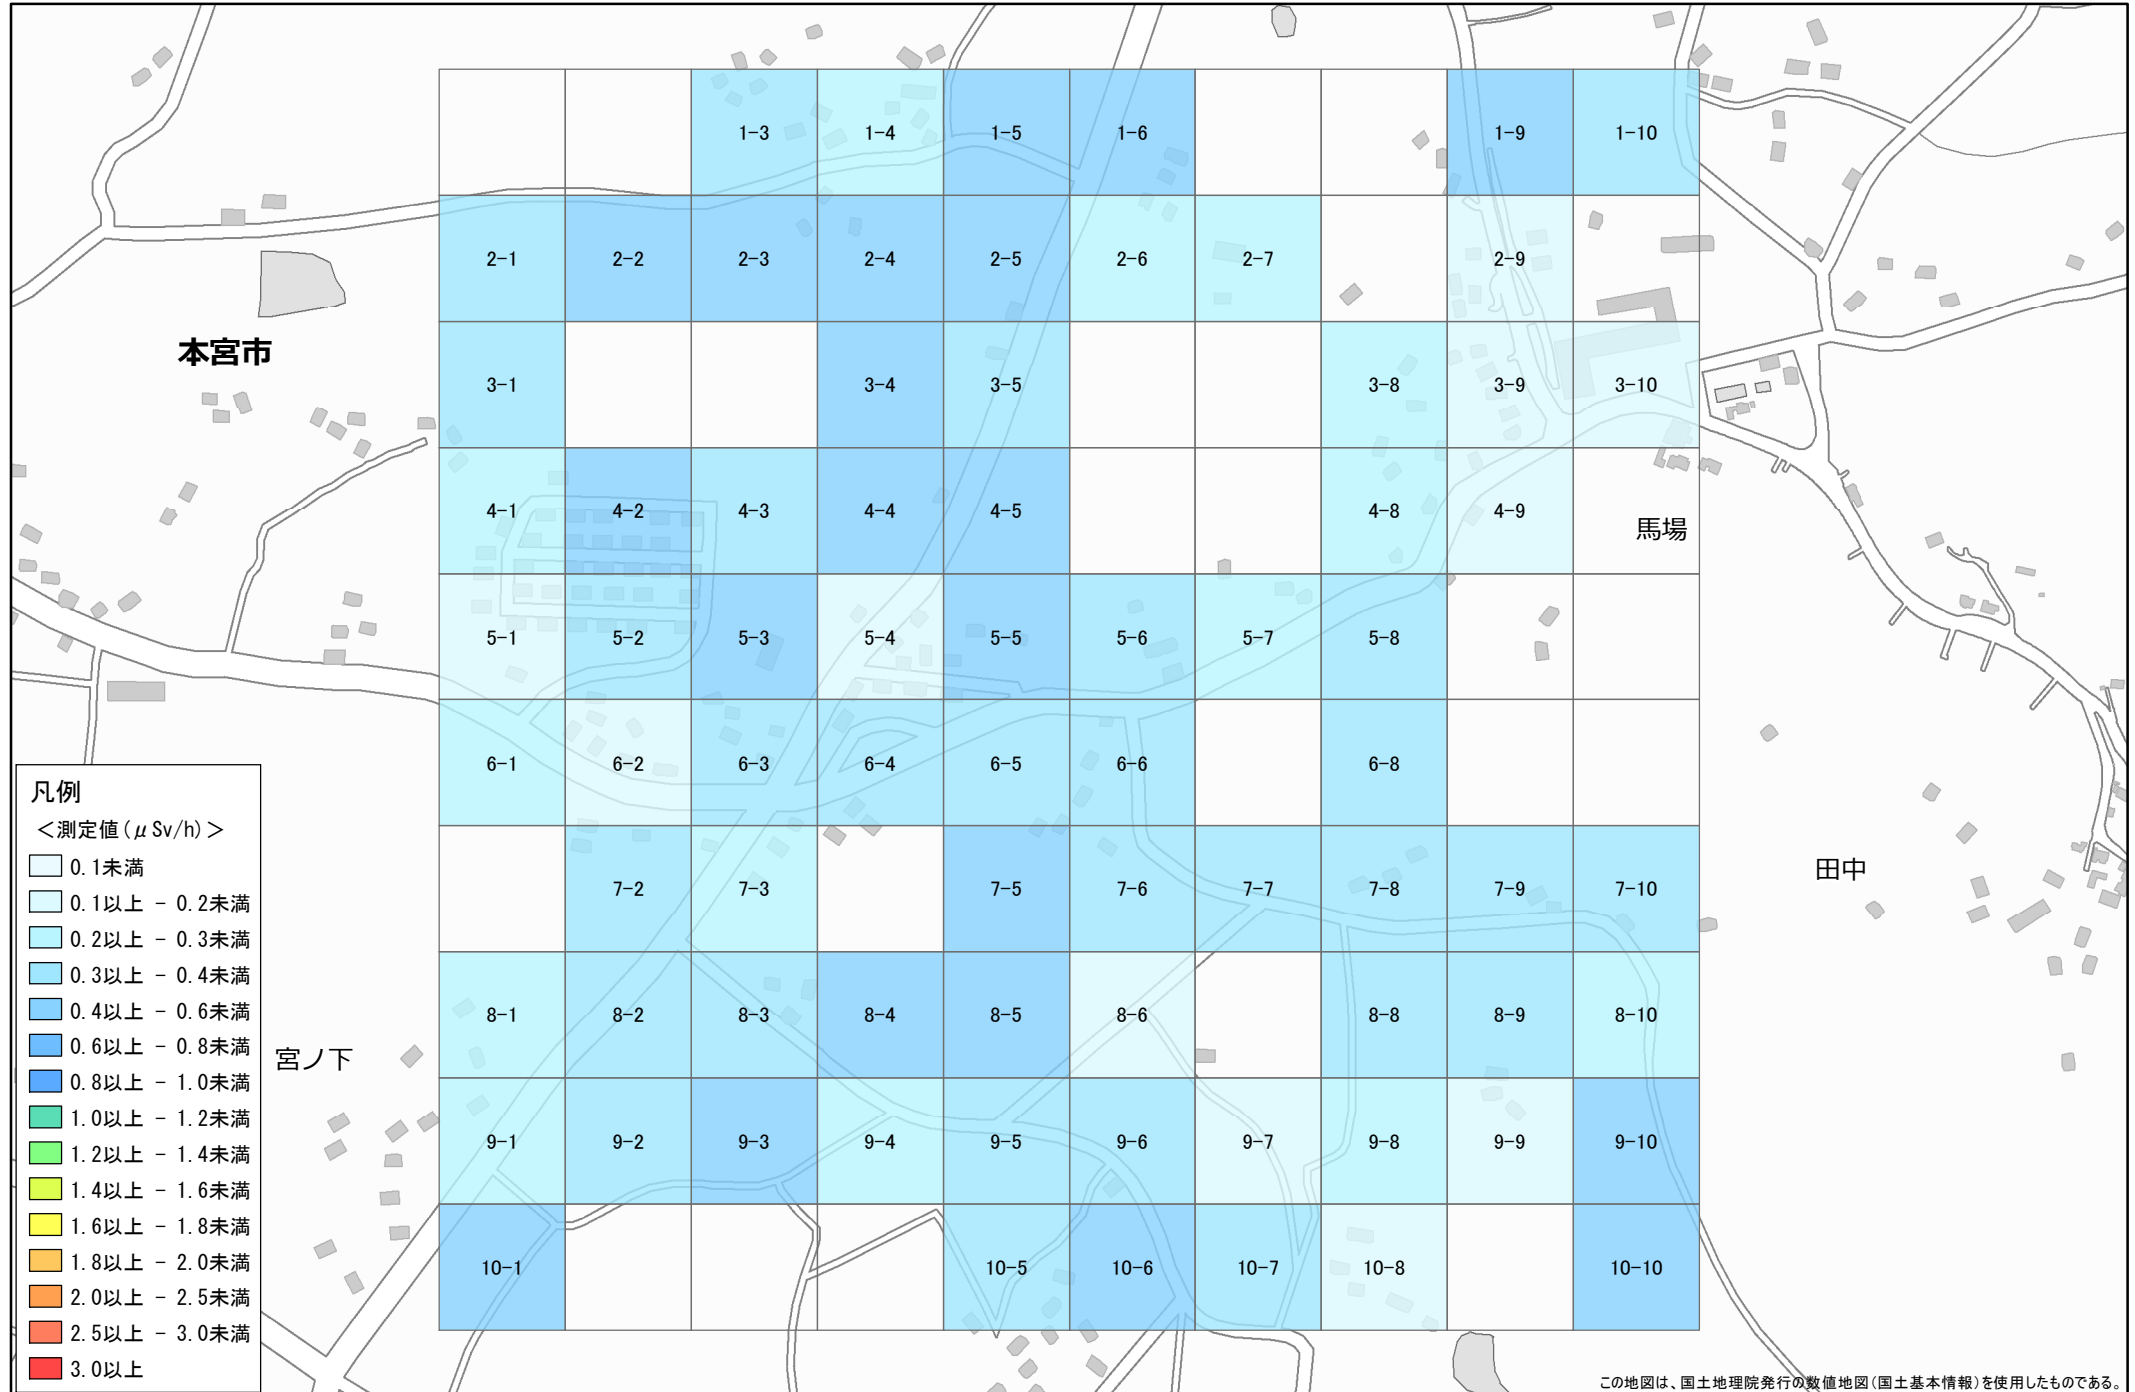 1-3 1-4 1-5 1-6 1-9 1-10
2-1 2-2 2-3 2-4 2-5 2-6 2-7 2-9
本宮市
3-1 3-4 3-5 3-8 3-9 3-10
4-1 4-2 4-3 4-4 4-5 4-8 4-9
馬場
5-1 5-2 5-3 5-4 5-5 5-6 5-7 5-8
6-1 6-2 6-3 6-4 6-5 6-6 6-8
7-2 7-3 7-5 7-6 7-7 7-8 7-9 7-10
田中
8-1 8-2 8-3 8-4 8-5 8-6 8-8 8-9 8-10
宮ノ下
9-1 9-2 9-3 9-4 9-5 9-6 9-7 9-8 9-9 9-10
10-1 10-5 10-6 10-7 10-8 10-10
凡例
＜測定値(μSv/h)＞
0.1未満
0.1以上 - 0.2未満
0.2以上 - 0.3未満
0.3以上 - 0.4未満
0.4以上 - 0.6未満
0.6以上 - 0.8未満
0.8以上 - 1.0未満
1.0以上 - 1.2未満
1.2以上 - 1.4未満
1.4以上 - 1.6未満
1.6以上 - 1.8未満
1.8以上 - 2.0未満
2.0以上 - 2.5未満
2.5以上 - 3.0未満
3.0以上
この地図は、国土地理院発行の数値地図(国土基本情報)を使用したものである。